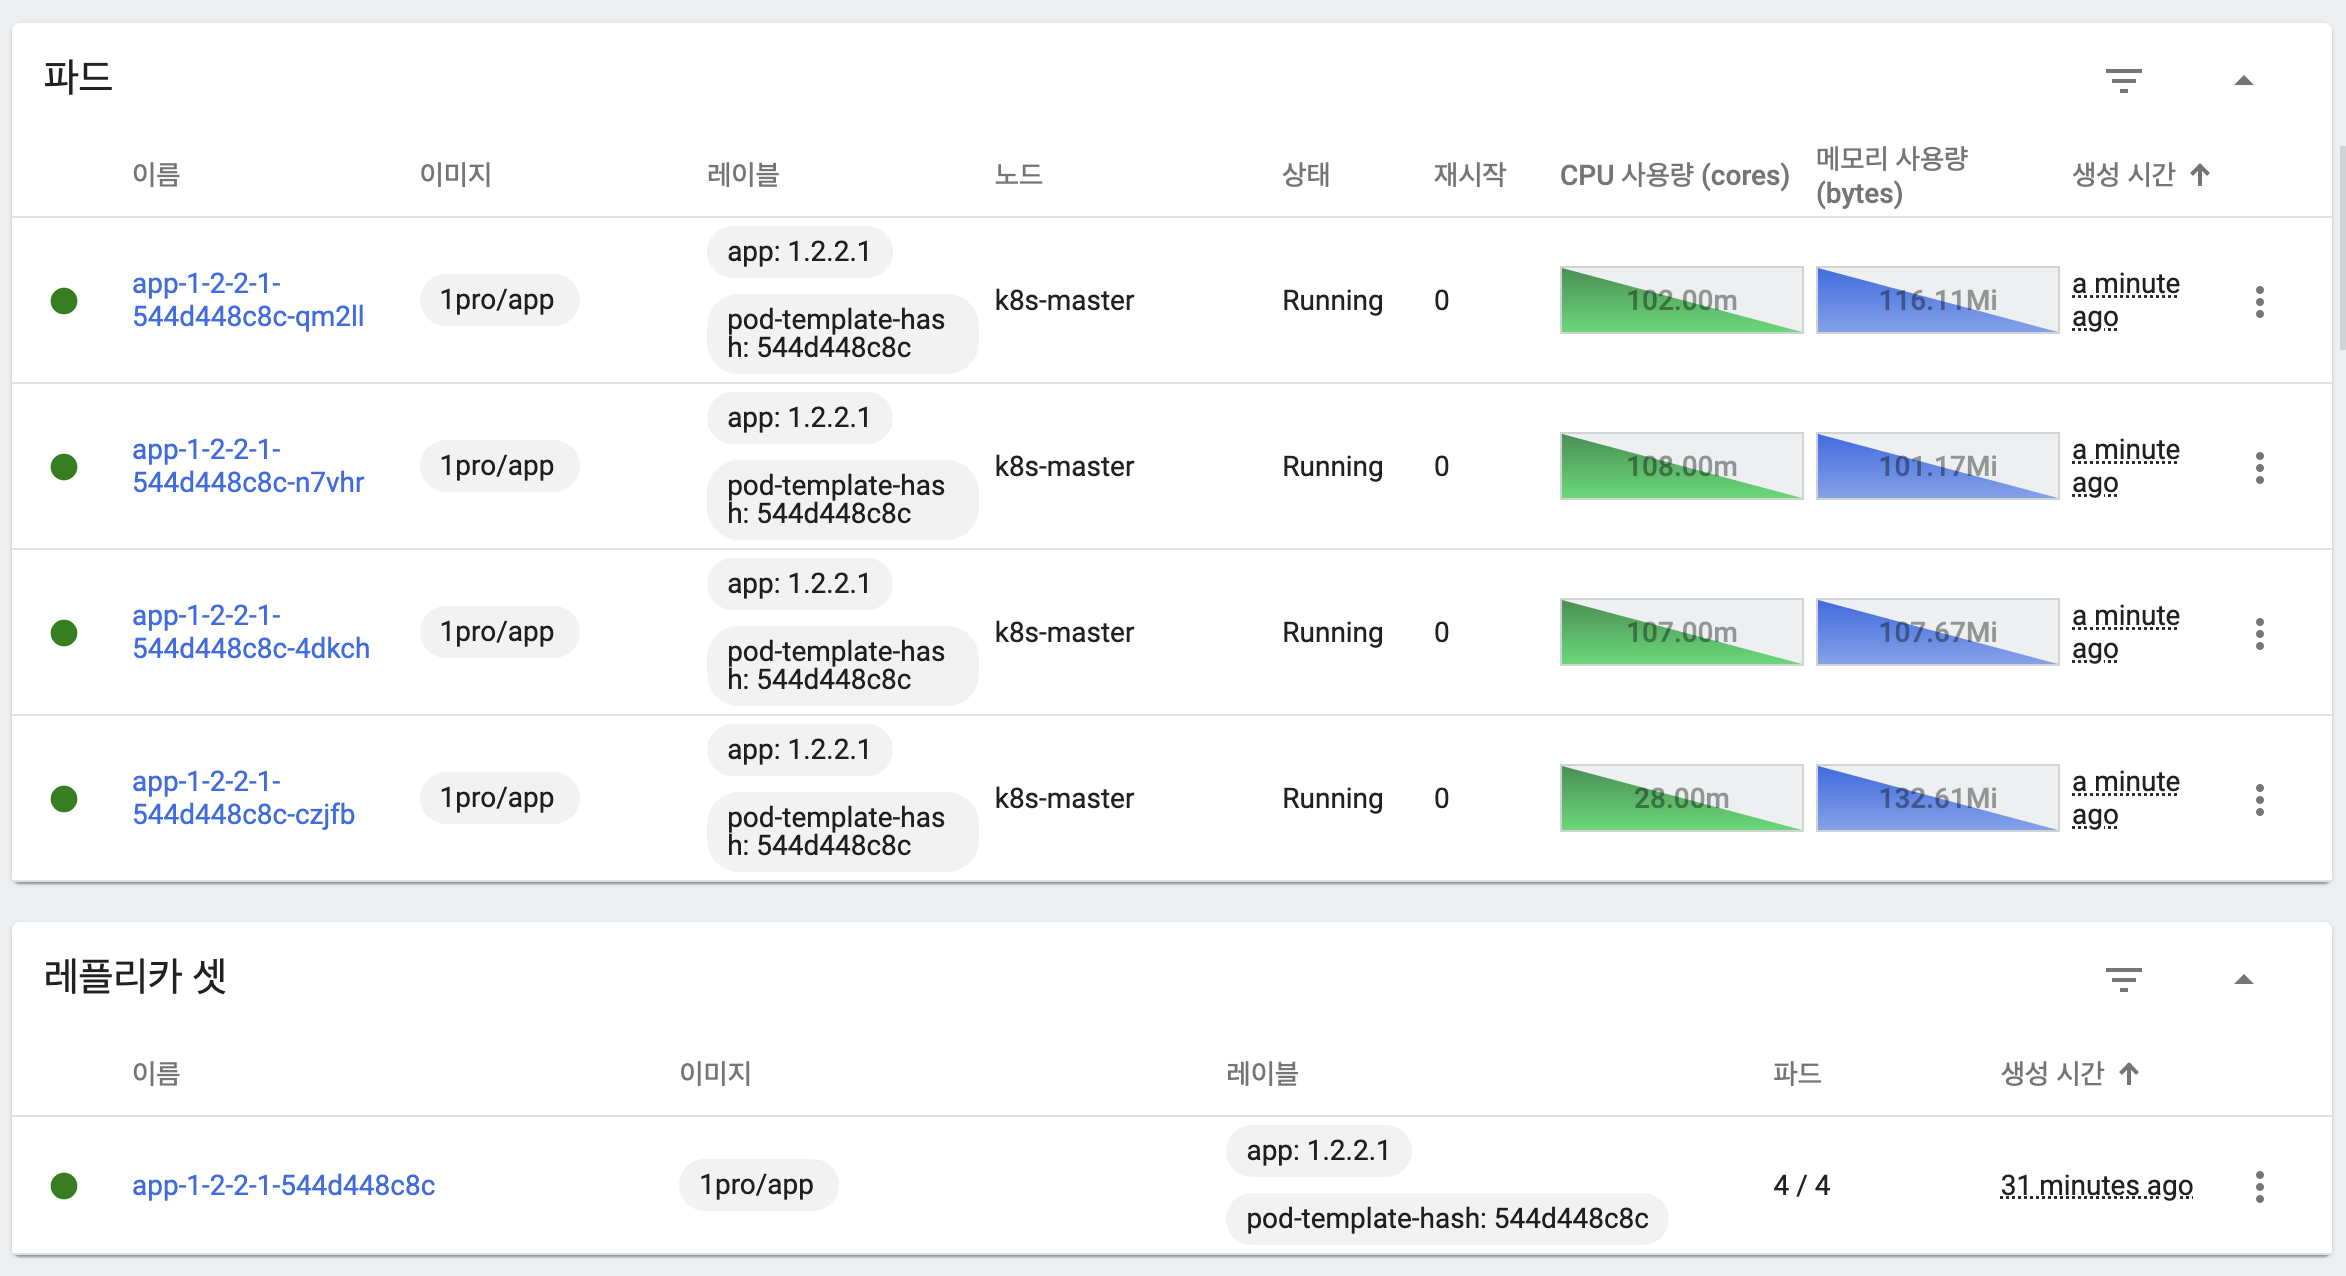 파드
이름
이미지
레이블
노드
상태
재시작
CPU 사용량 (cores)
메모리 사용량
(bytes)
생성 시간
app-1-2-2-1-
544d448c8c-qm2ll
1pro/app
app: 1.2.2.1
pod-template-has
h: 544d448c8c
k8s-master
Running
0
102.00m
116.11Mi
a minute
ago
app-1-2-2-1-
544d448c8c-n7vhr
1pro/app
app: 1.2.2.1
pod-template-has
h: 544d448c8c
k8s-master
Running
0
108.00m
101.17Mi
a minute
ago
app-1-2-2-1-
544d448c8c-4dkch
1pro/app
app: 1.2.2.1
pod-template-has
h: 544d448c8c
k8s-master
Running
0
107.00m
107.67Mi
a minute
ago
app-1-2-2-1-
544d448c8c-czjfb
1pro/app
app: 1.2.2.1
pod-template-has
h: 544d448c8c
k8s-master
Running
0
28.00m
132.61Mi
a minute
ago
레플리카 셋
이름
이미지
레이블
파드
생성 시간
app-1-2-2-1-544d448c8c
1pro/app
app: 1.2.2.1
pod-template-hash: 544d448c8c
4 / 4
31 minutes ago